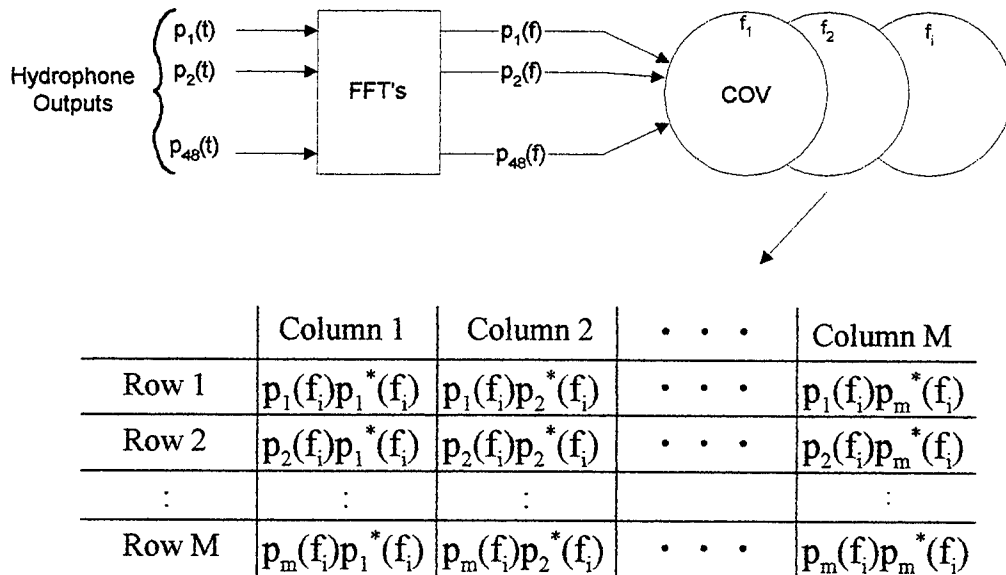 p₁(t) p₁(f) f₁ f₂ fᵢ
Hydrophone Outputs p₂(t) FFT's p₂(f) COV
p₄₈(t) p₄₈(f)
Column 1 Column 2 • • • Column M
Row 1 p₁(fᵢ)p₁*(fᵢ) p₁(fᵢ)p₂*(fᵢ) • • • p₁(fᵢ)pₘ*(fᵢ)
Row 2 p₂(fᵢ)p₁*(fᵢ) p₂(fᵢ)p₂*(fᵢ) • • • p₂(fᵢ)pₘ*(fᵢ)
: : : :
Row M pₘ(fᵢ)p₁*(fᵢ) pₘ(fᵢ)p₂*(fᵢ) • • • pₘ(fᵢ)pₘ*(fᵢ)